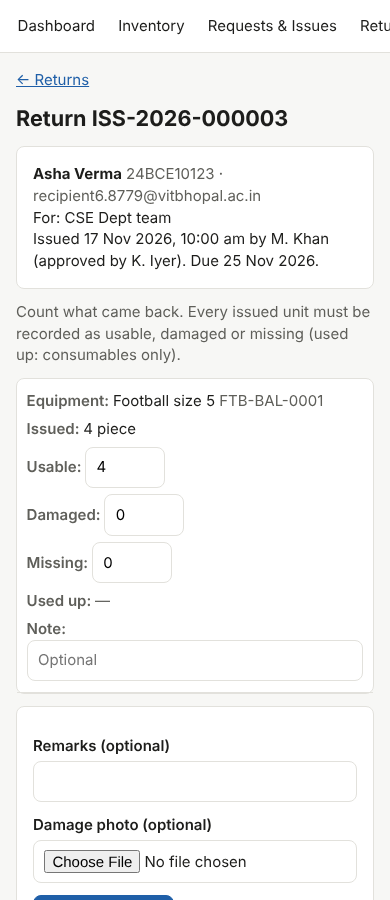 Dashboard Inventory Requests & Issues Retu
← Returns
Return ISS-2026-000003
Asha Verma 24BCE10123 ·
recipient6.8779@vitbhopal.ac.in
For: CSE Dept team
Issued 17 Nov 2026, 10:00 am by M. Khan
(approved by K. Iyer). Due 25 Nov 2026.
Count what came back. Every issued unit must be
recorded as usable, damaged or missing (used
up: consumables only).
Equipment: Football size 5 FTB-BAL-0001
Issued: 4 piece
Usable: 4
Damaged: 0
Missing: 0
Used up: —
Note:
Optional
Remarks (optional)
Damage photo (optional)
Choose File No file chosen